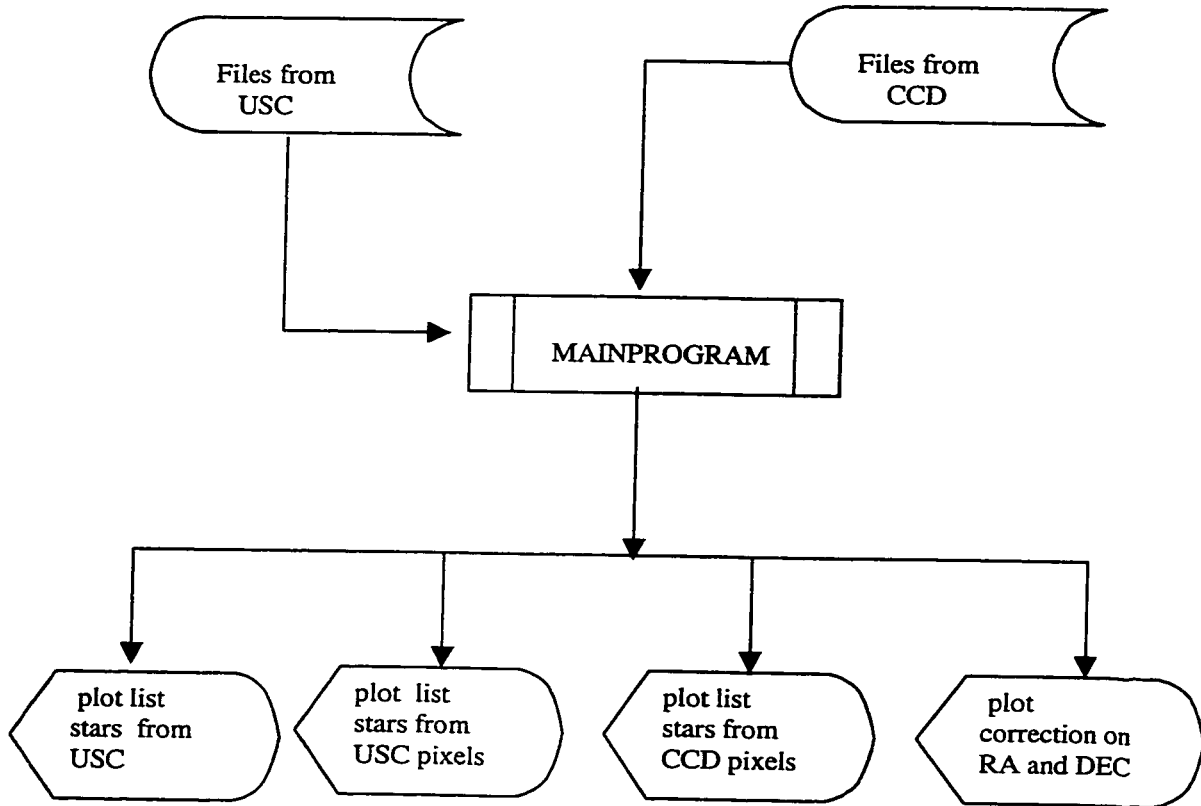 Files from
USC
Files from
CCD
MAINPROGRAM
plot list
stars from
USC
plot list
stars from
USC pixels
plot list
stars from
CCD pixels
plot
correction on
RA and DEC